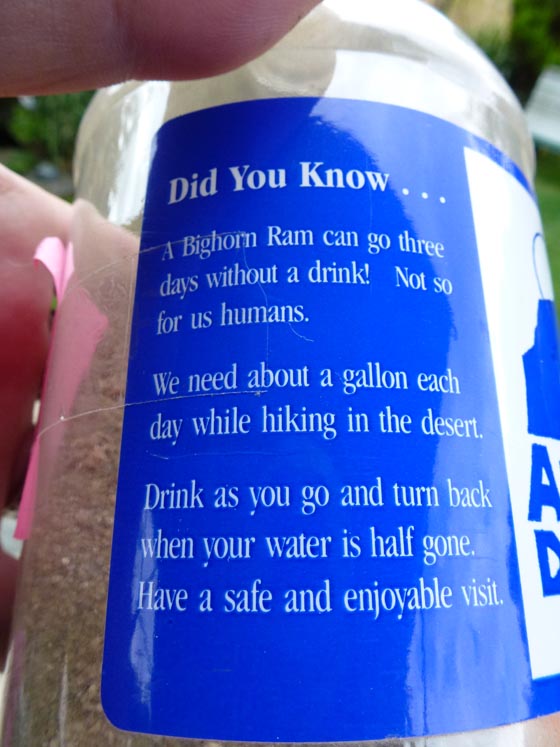 Did You Know . . .
A Bighorn Ram can go three
days without a drink! Not so
for us humans.
We need about a gallon each
day while hiking in the desert.
Drink as you go and turn back
when your water is half gone.
Have a safe and enjoyable visit.